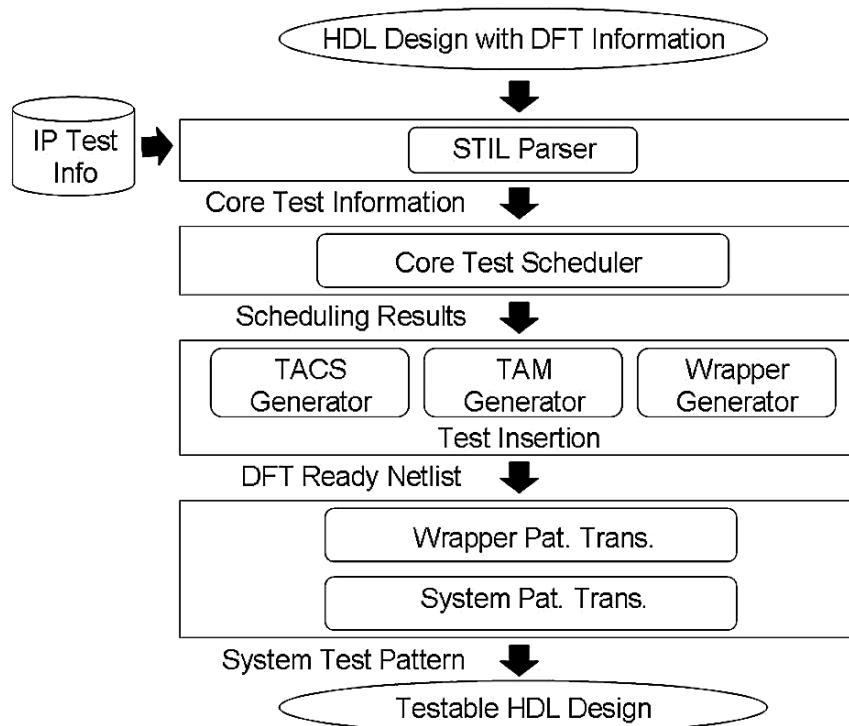 HDL Design with DFT Information
IP Test
Info
STIL Parser
Core Test Information
Core Test Scheduler
Scheduling Results
TACS
Generator
TAM
Generator
Wrapper
Generator
Test Insertion
DFT Ready Netlist
Wrapper Pat. Trans.
System Pat. Trans.
System Test Pattern
Testable HDL Design